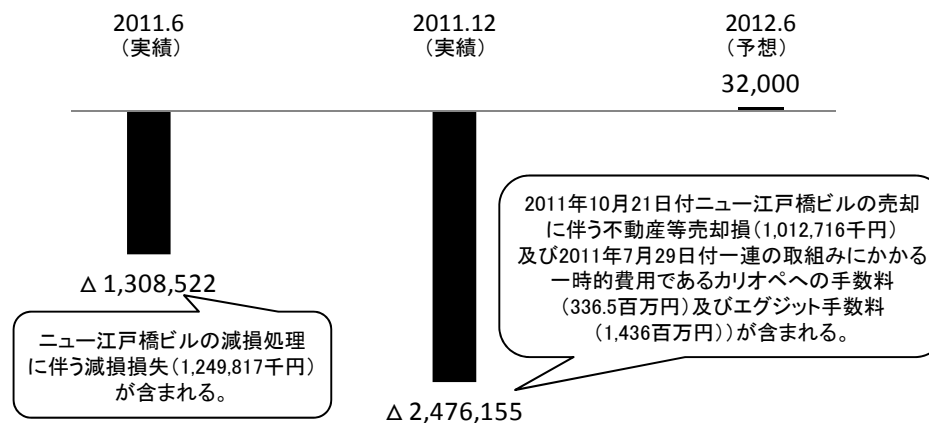 2011.6
（実績）
2011.12
（実績）
2012.6
（予想）
32,000
△ 1,308,522
ニュー江戸橋ビルの減損処理
に伴う減損損失（1,249,817千円）
が含まれる。
2011年10月21日付ニュー江戸橋ビルの売却
に伴う不動産等売却損（1,012,716千円）
及び2011年7月29日付一連の取組みにかかる
一時的費用であるカリオペへの手数料
（336.5百万円）及びエグジット手数料
（1,436百万円））が含まれる。
△ 2,476,155